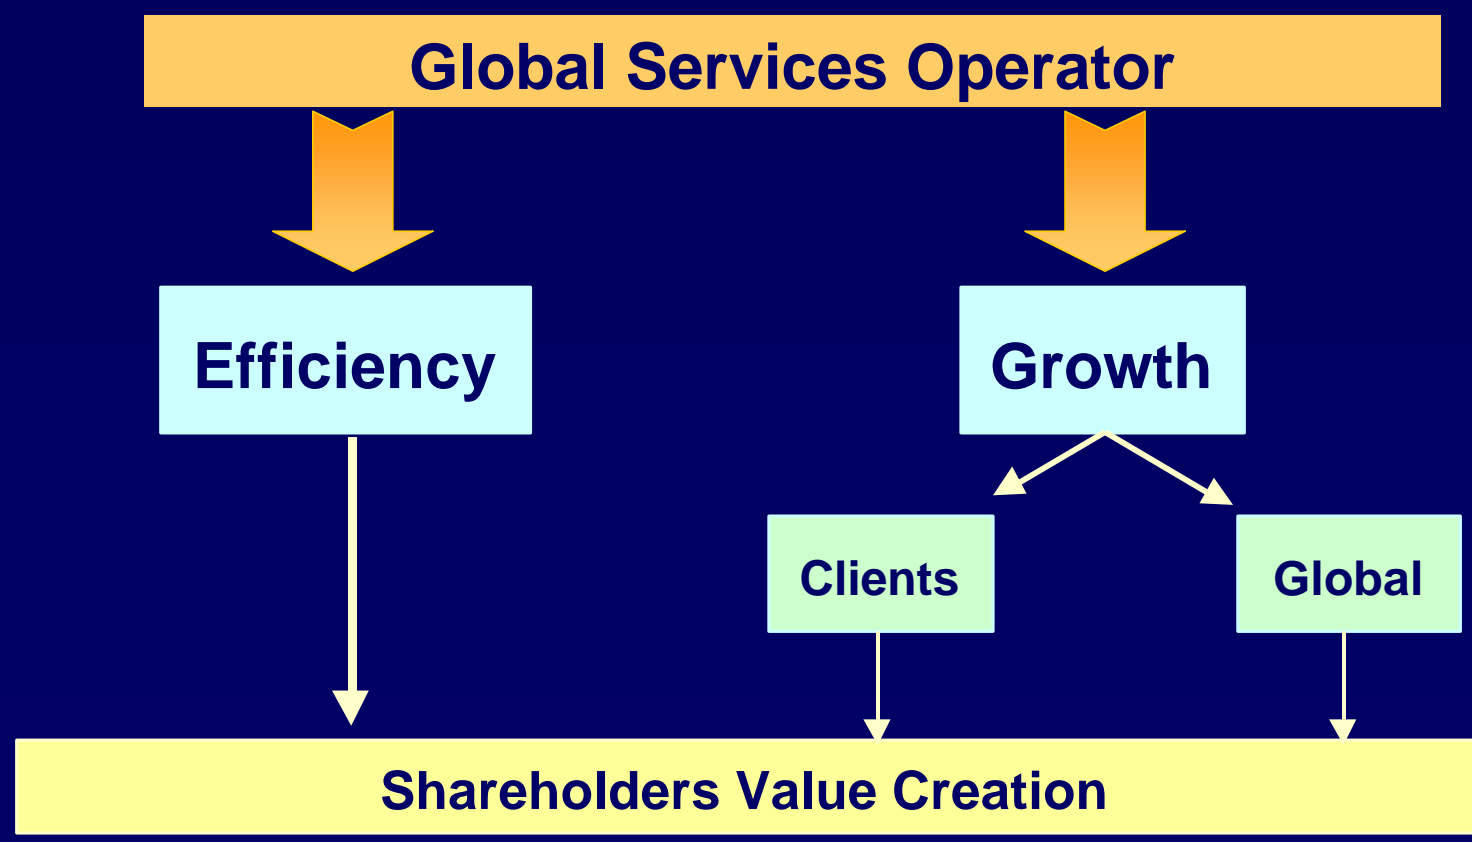 Global Services Operator
Efficiency
Growth
Clients
Global
Shareholders Value Creation